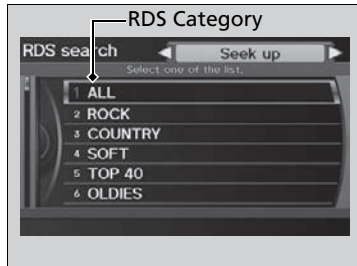 RDS Category
RDS search
Seek up
Select one of the list.
1 ALL
2 ROCK
3 COUNTRY
4 SOFT
5 TOP 40
6 OLDIES